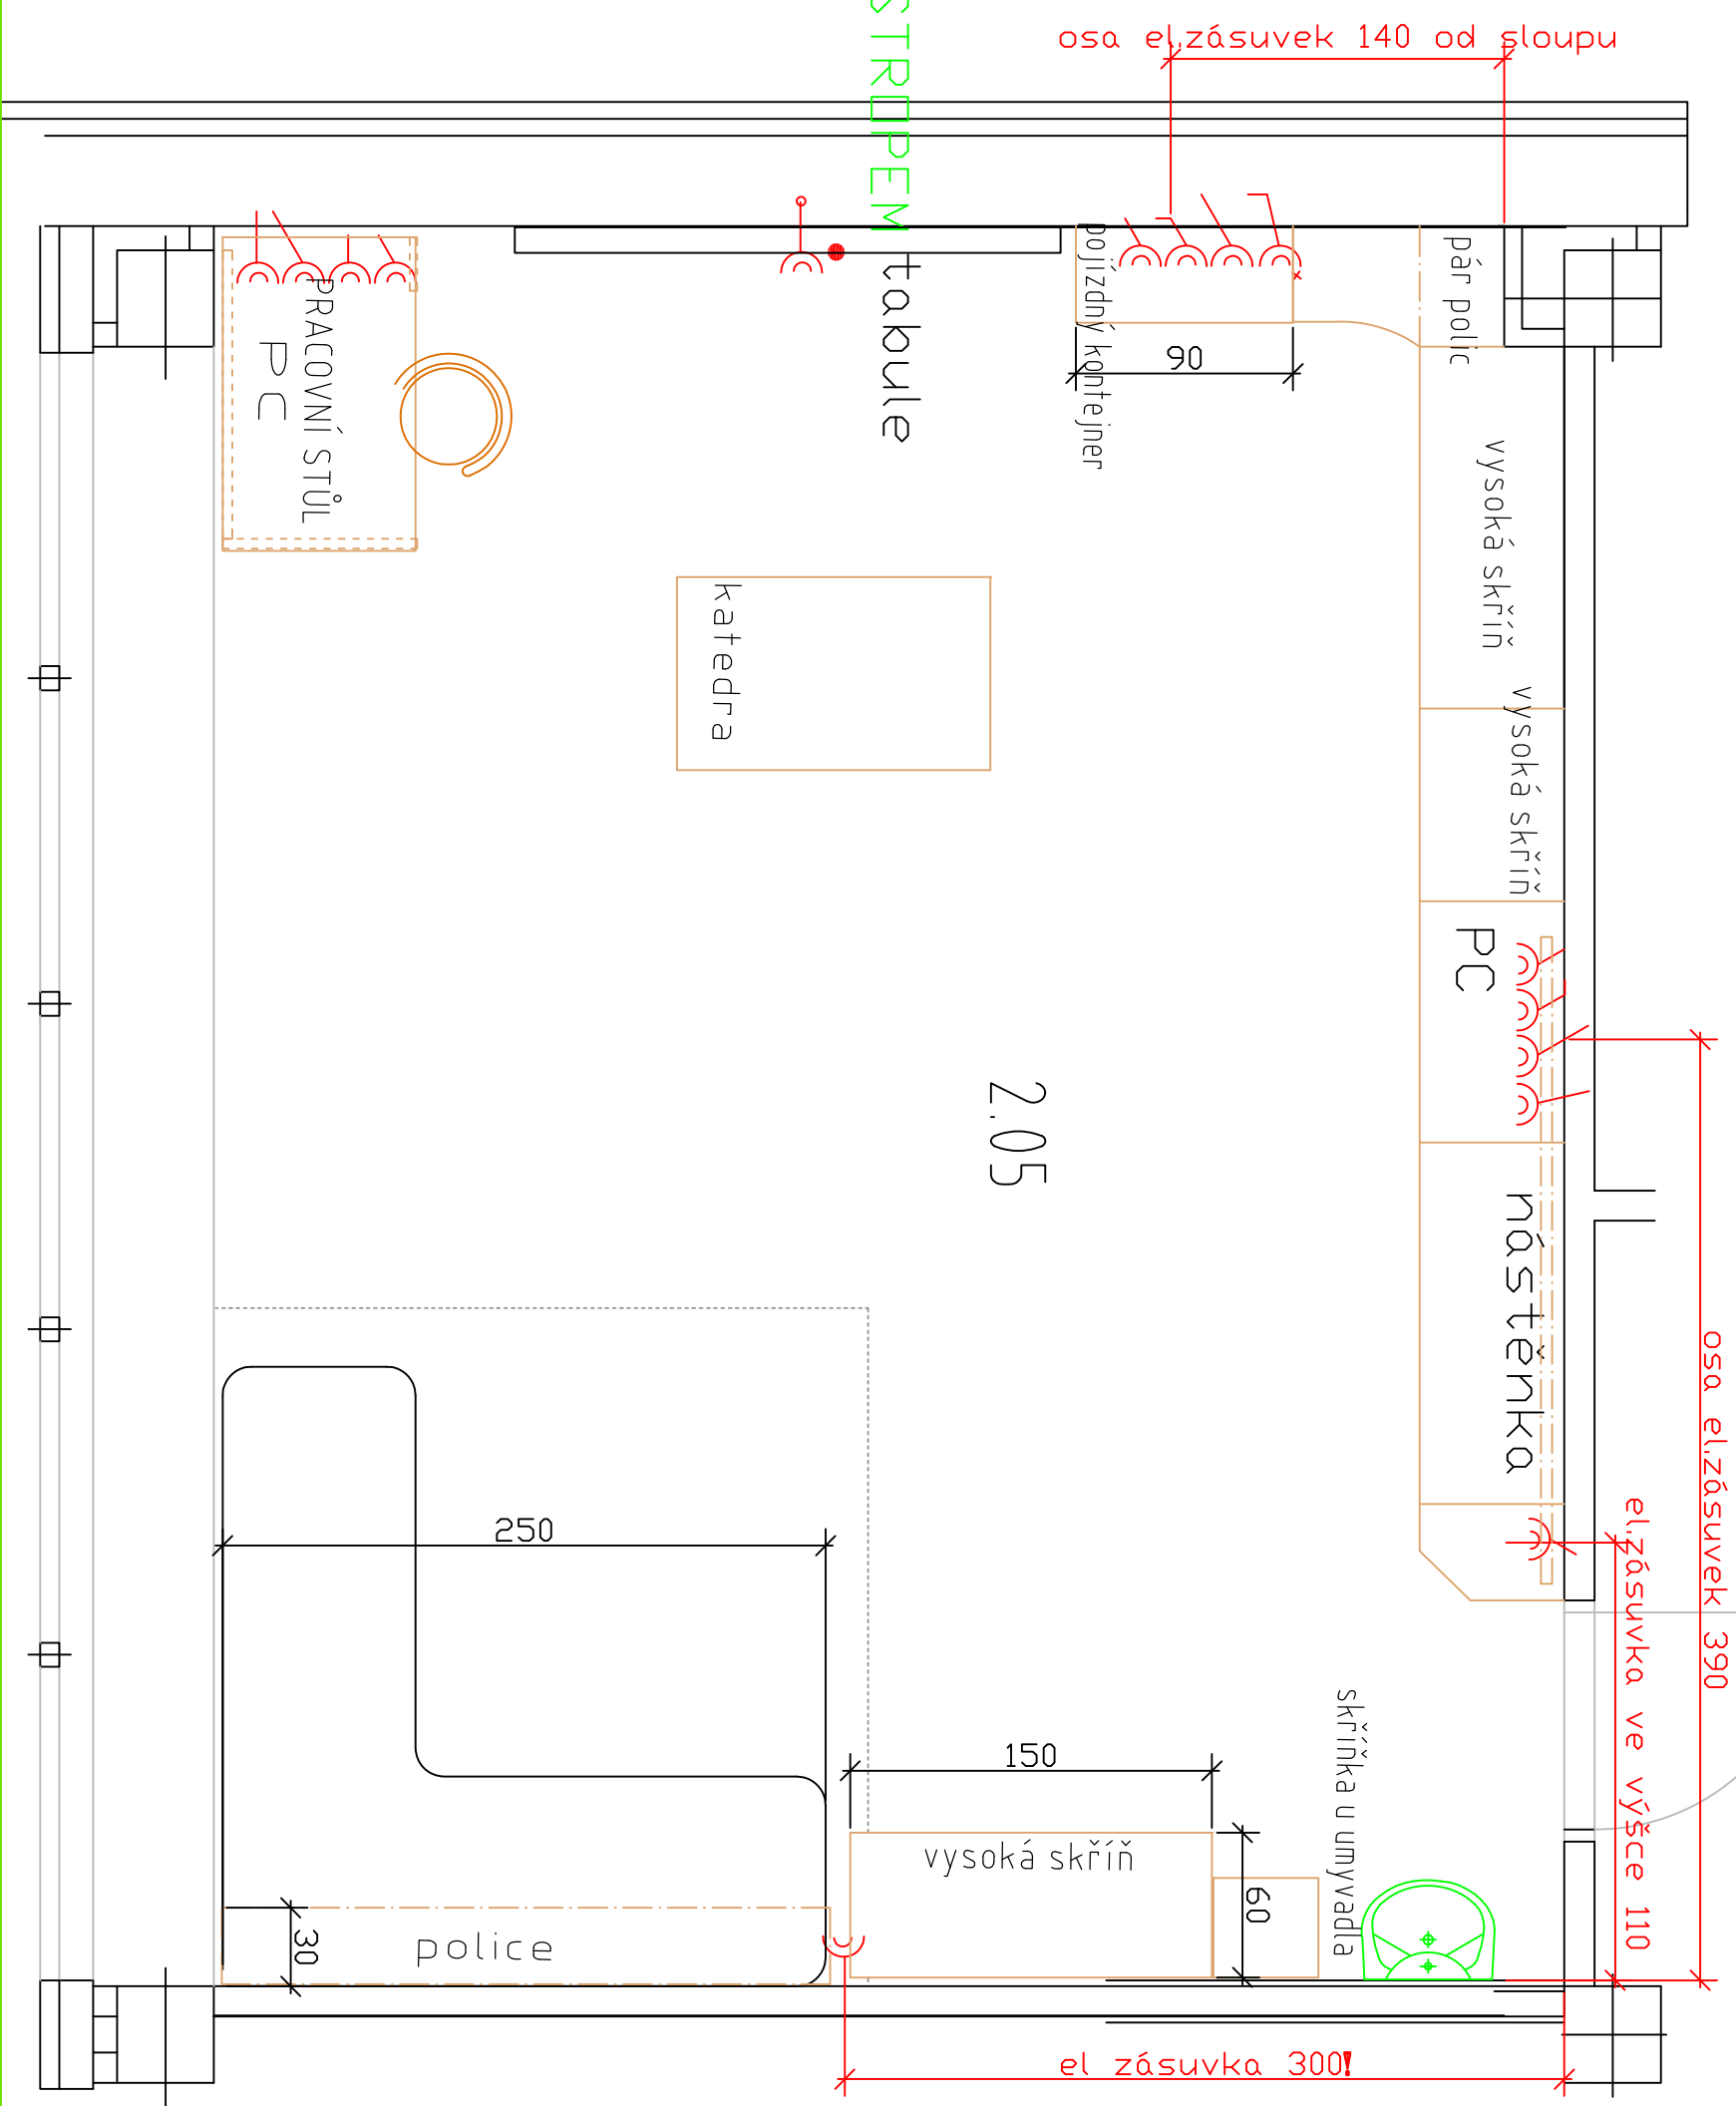 osa el.zásuvek 140 od sloupu
STROPEM
tabule
pojízdný kontejner
90
pár polic
PRACOVNÍ STŮL
PC
katedra
vysoká skříň
vysoká skříň
PC
2.05
nástěnka
osa el.zásuvek 390
el.zásuvka ve výšce 110
250
150
skříňka u umyvadla
vysoká skříň
60
30
police
el zásuvka 300!